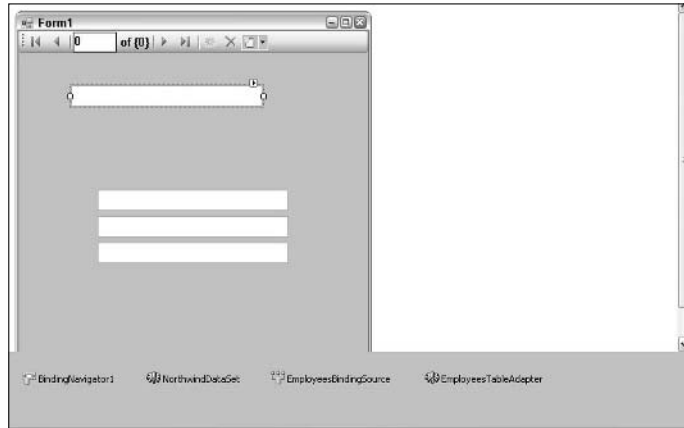 Form1
0 of {0}
BindingNavigator1 NorthwindDataSet EmployeesBindingSource EmployeesTableAdapter